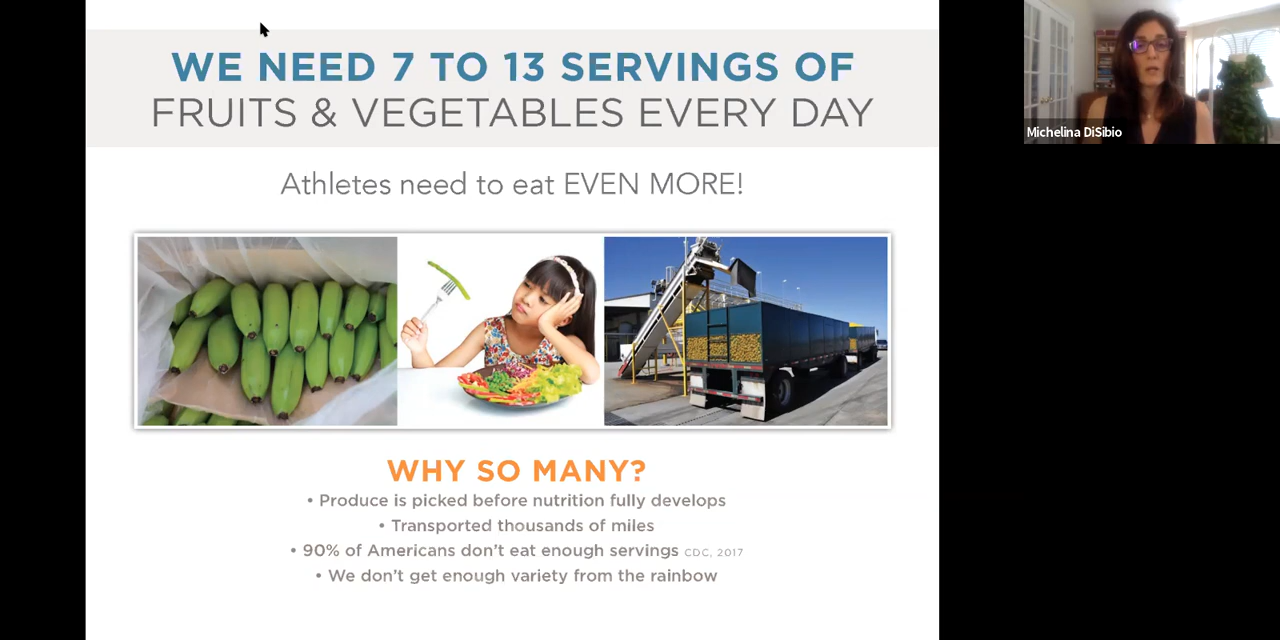 WE NEED 7 TO 13 SERVINGS OF
FRUITS & VEGETABLES EVERY DAY
Athletes need to eat EVEN MORE!
WHY SO MANY?
• Produce is picked before nutrition fully develops
• Transported thousands of miles
• 90% of Americans don't eat enough servings CDC, 2017
• We don't get enough variety from the rainbow
Michelina DiSibio